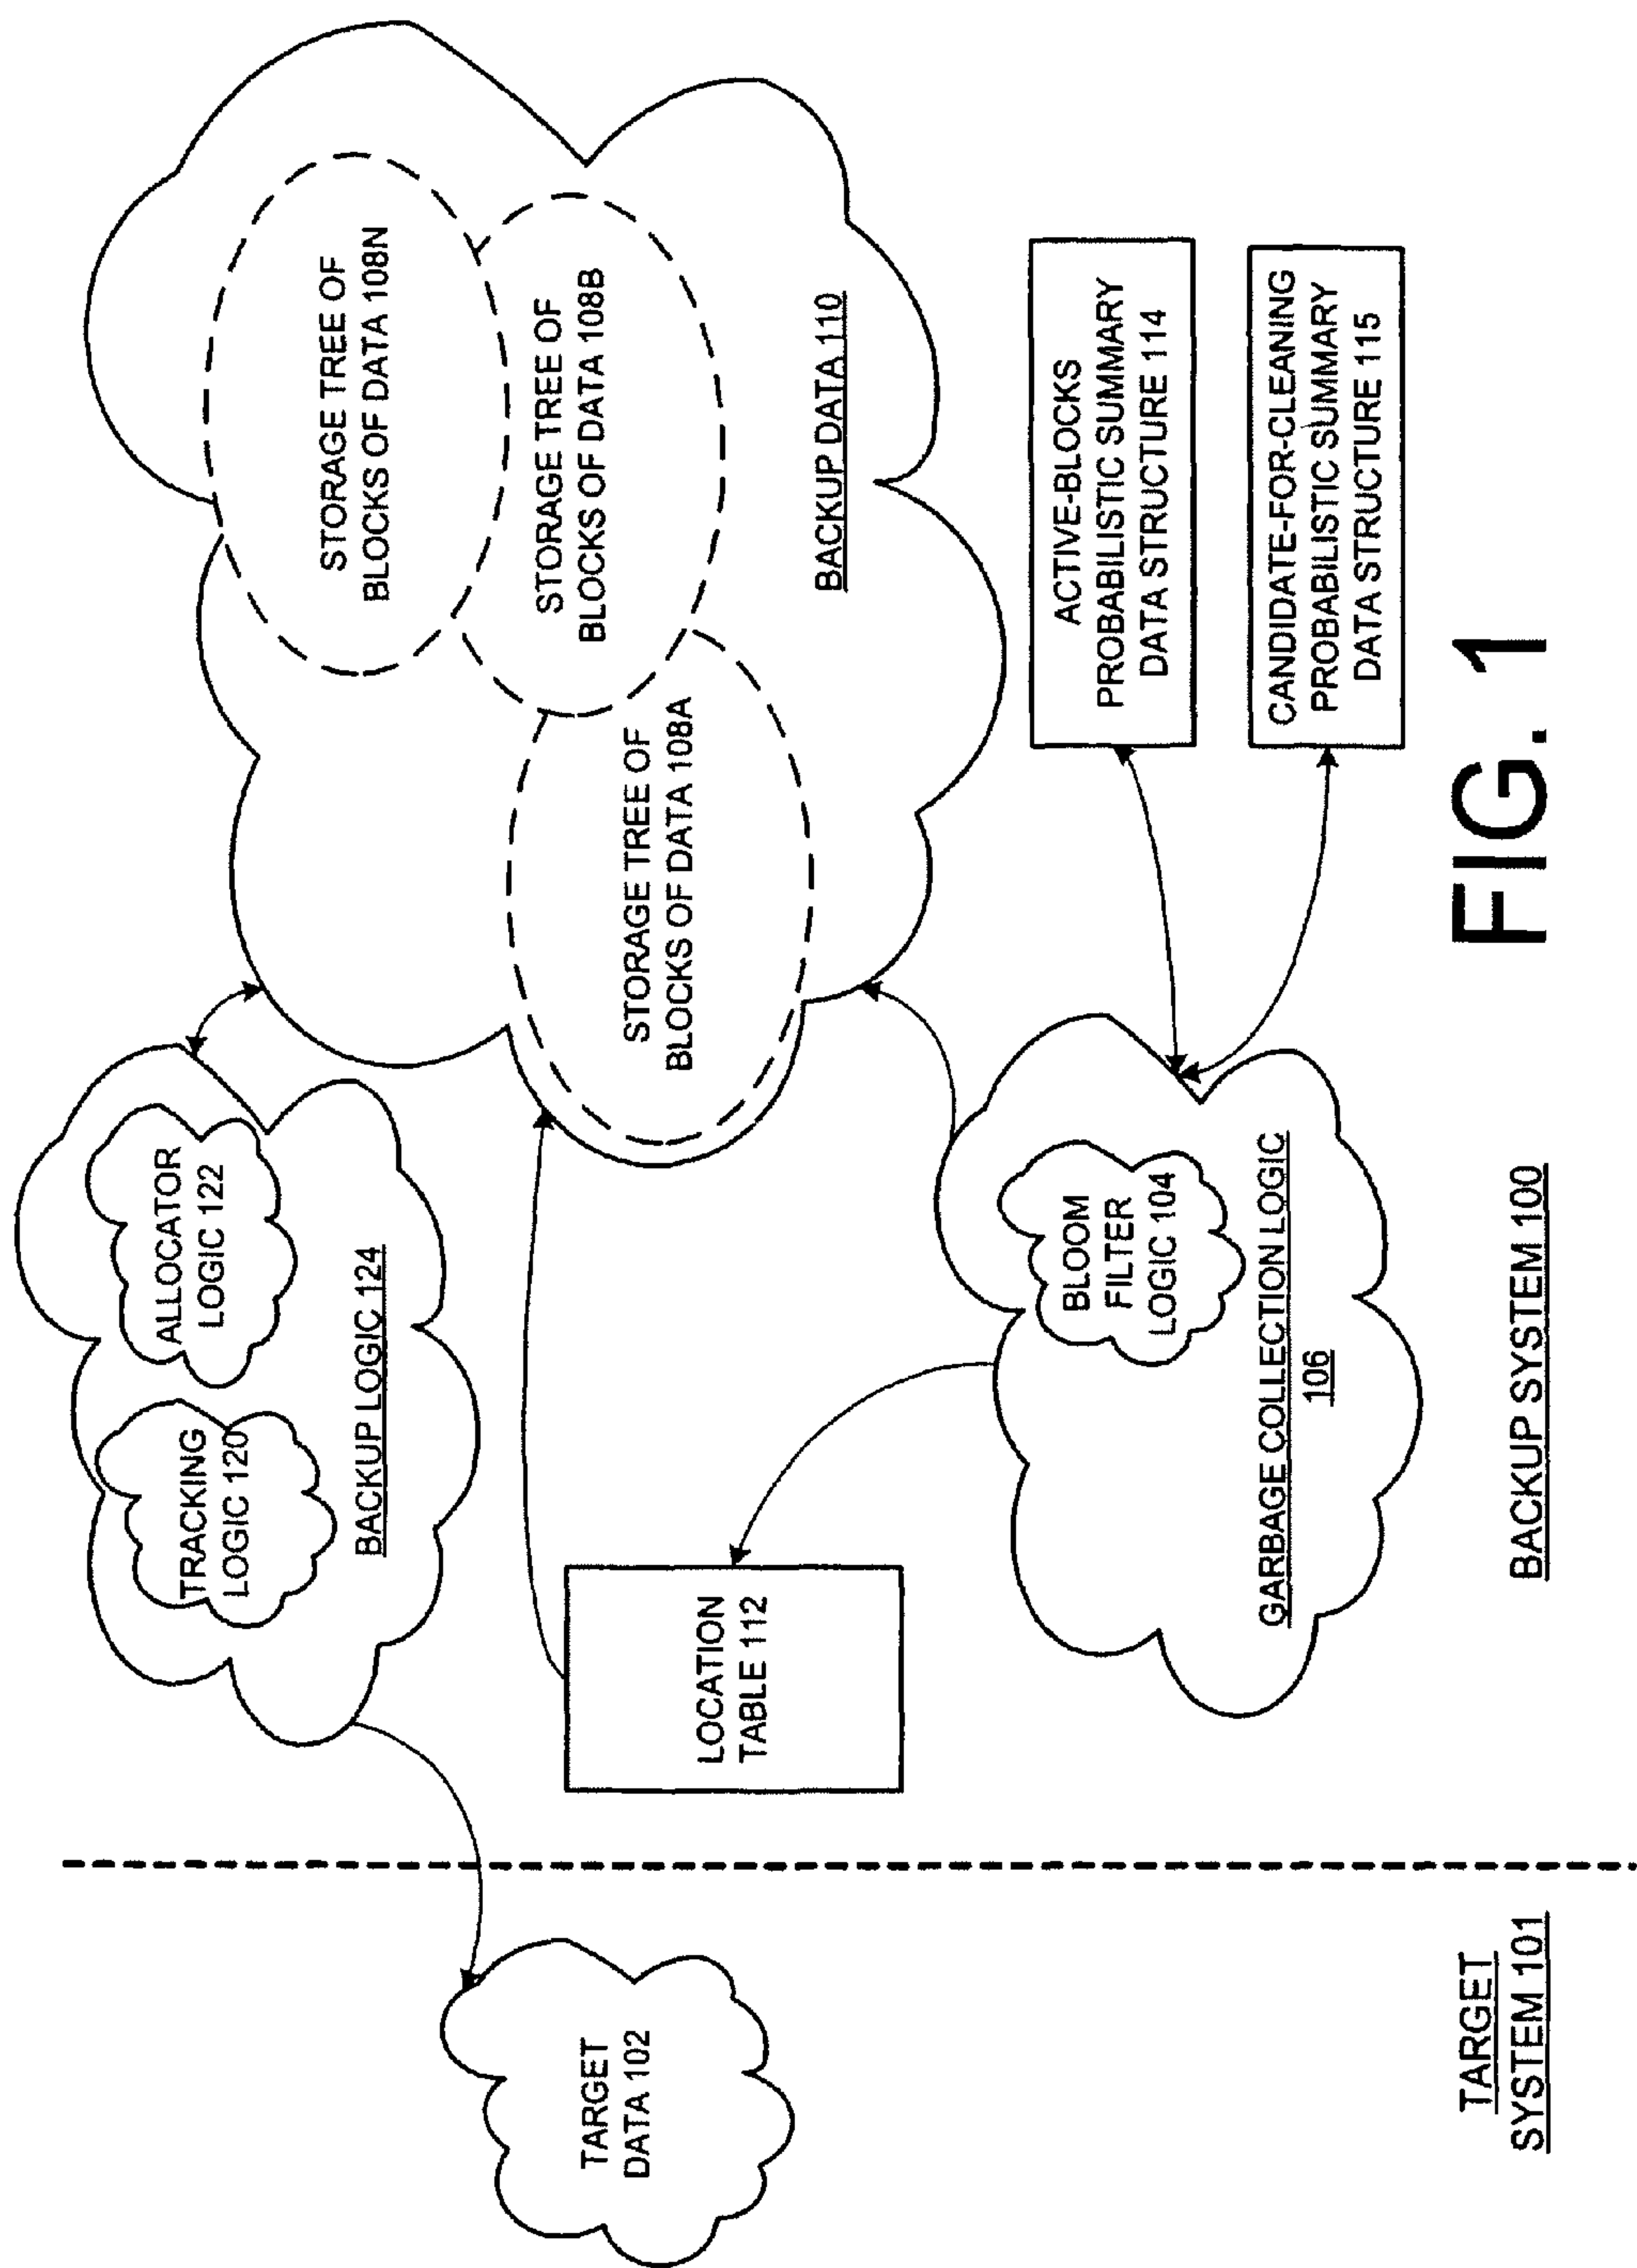 TARGET
DATA 102
TARGET
SYSTEM 101
TRACKING
LOGIC 120
ALLOCATOR
LOGIC 122
BACKUP LOGIC 124
LOCATION
TABLE 112
BLOOM
FILTER
LOGIC 104
GARBAGE COLLECTION LOGIC
106
BACKUP SYSTEM 100
STORAGE TREE OF
BLOCKS OF DATA 108N
STORAGE TREE OF
BLOCKS OF DATA 108B
STORAGE TREE OF
BLOCKS OF DATA 108A
BACKUP DATA 110
ACTIVE-BLOCKS
PROBABILISTIC SUMMARY
DATA STRUCTURE 114
CANDIDATE-FOR-CLEANING
PROBABILISTIC SUMMARY
DATA STRUCTURE 115
FIG. 1